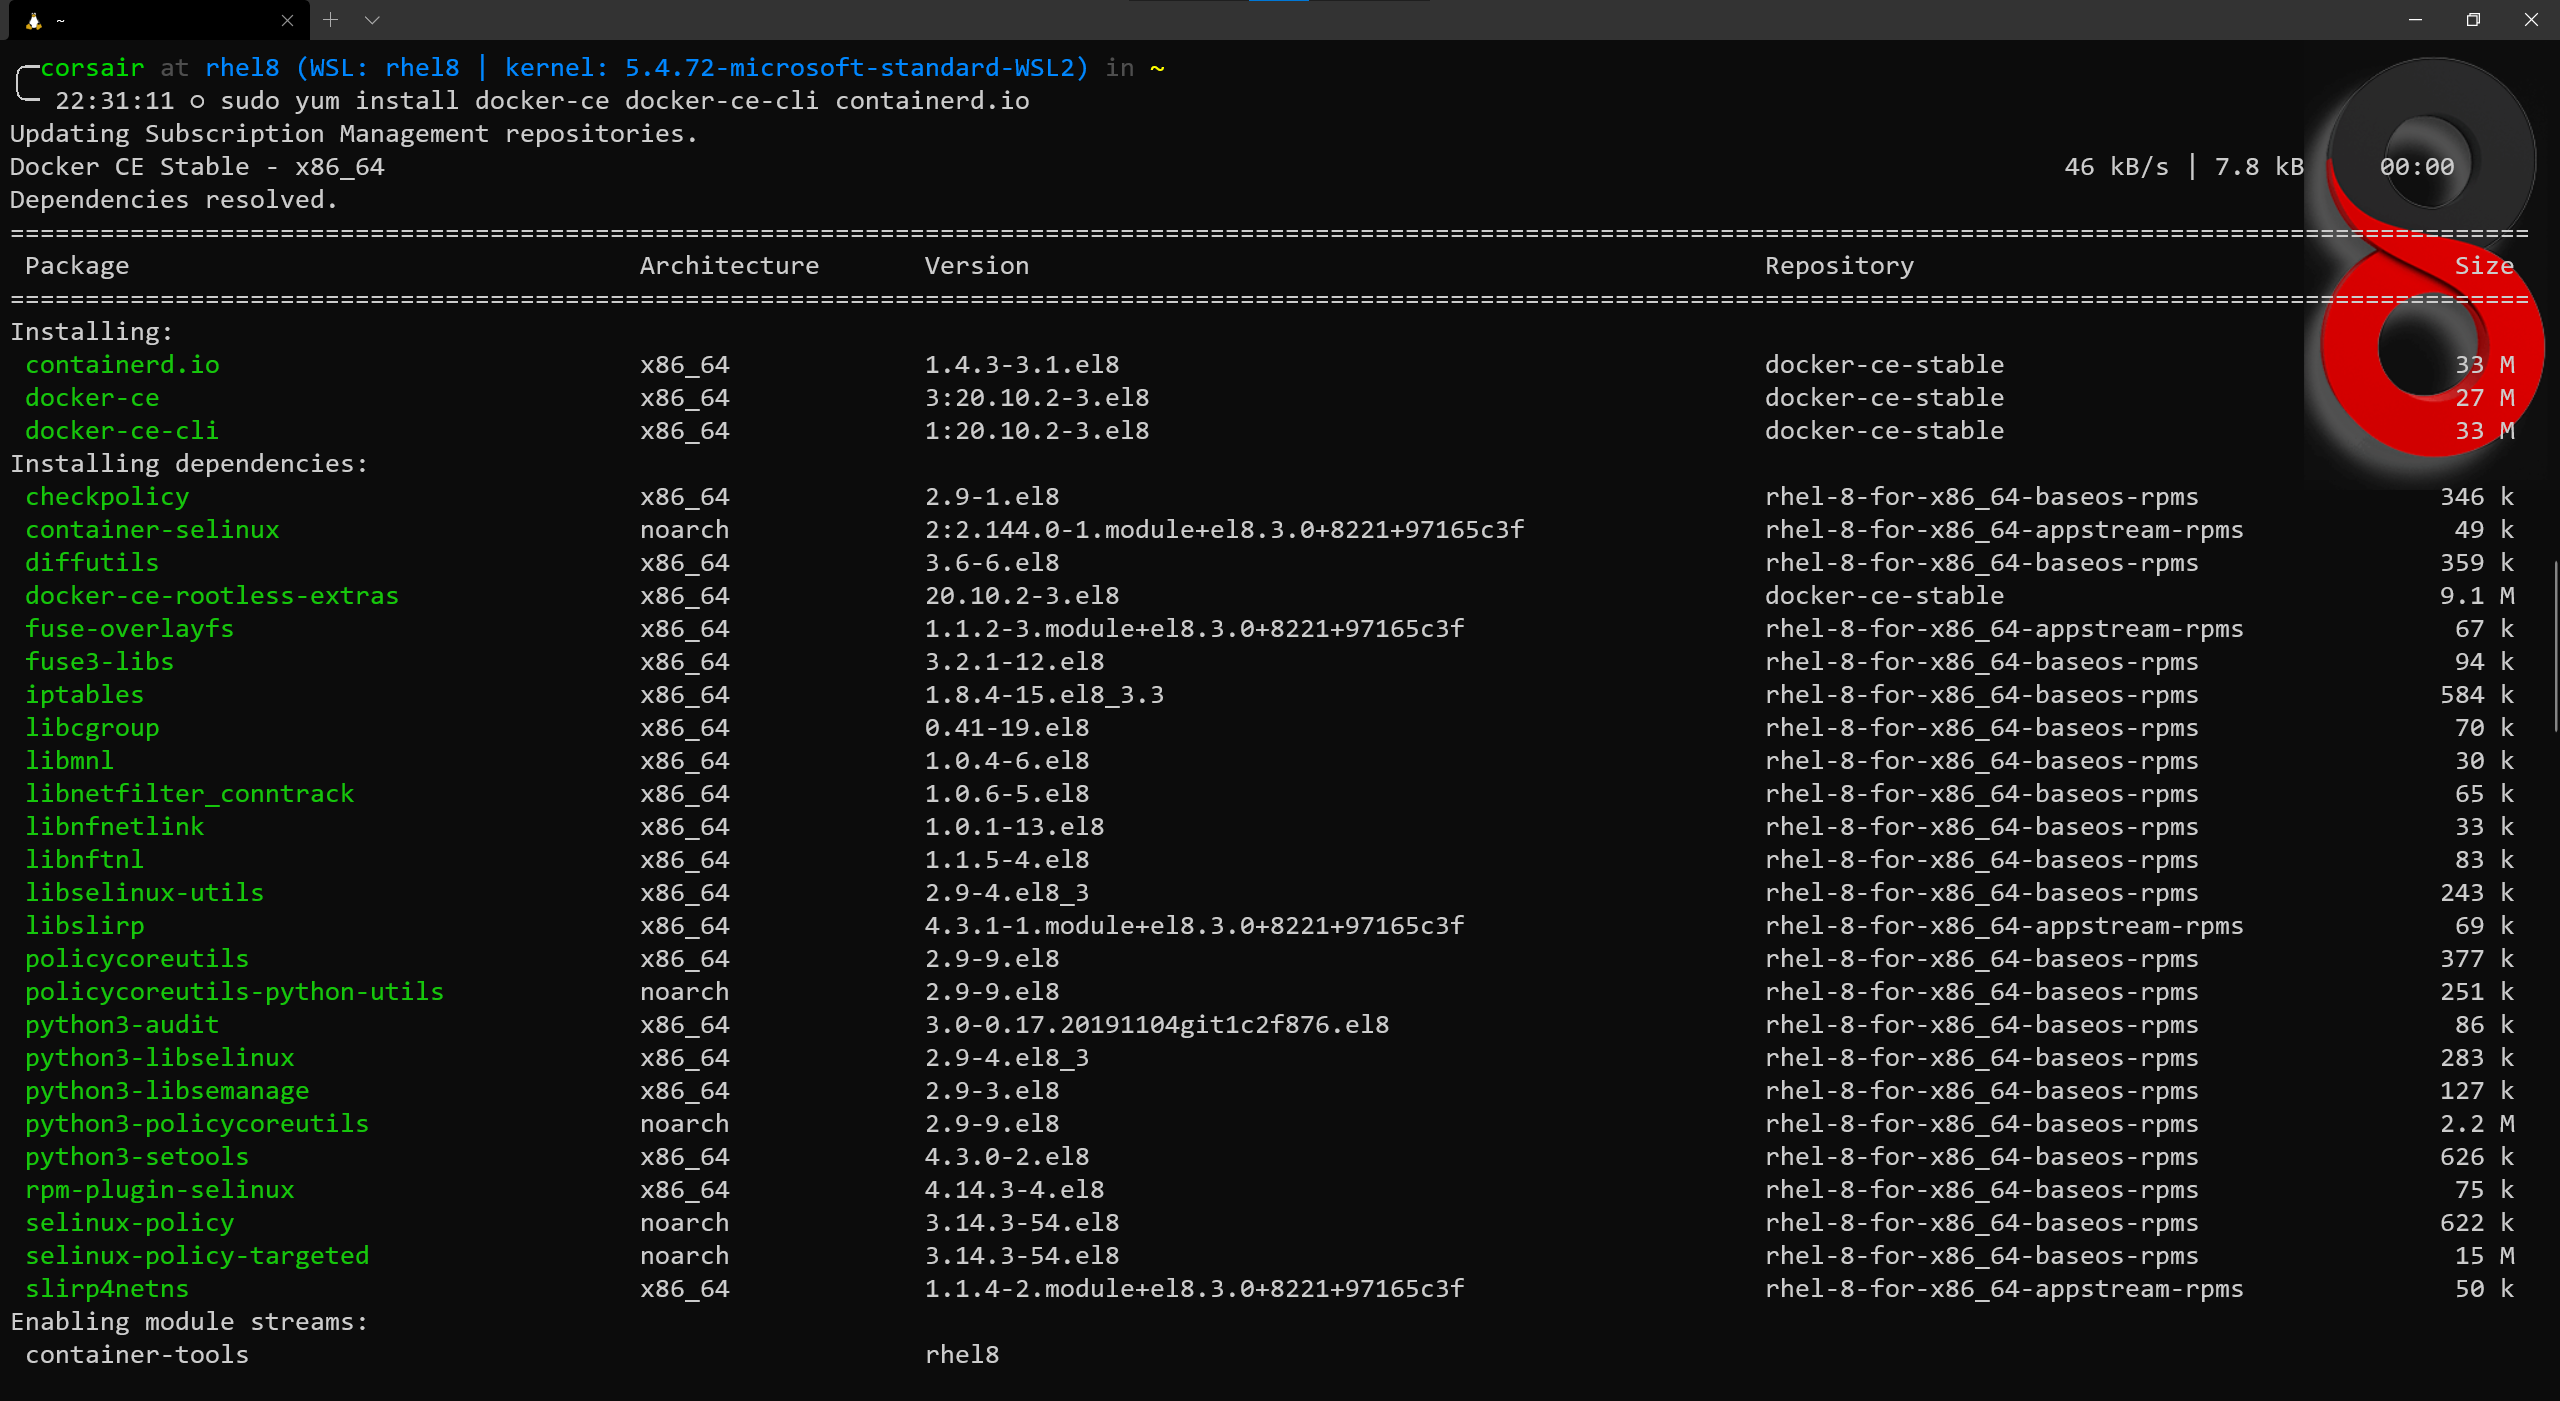 ~
corsair at rhel8 (WSL: rhel8 | kernel: 5.4.72-microsoft-standard-WSL2) in ~
22:31:11 ○ sudo yum install docker-ce docker-ce-cli containerd.io
Updating Subscription Management repositories.
Docker CE Stable - x86_64 46 kB/s | 7.8 kB 00:00
Dependencies resolved.
================================================================================
Package Architecture Version Repository Size
================================================================================
Installing:
containerd.io x86_64 1.4.3-3.1.el8 docker-ce-stable 33 M
docker-ce x86_64 3:20.10.2-3.el8 docker-ce-stable 27 M
docker-ce-cli x86_64 1:20.10.2-3.el8 docker-ce-stable 33 M
Installing dependencies:
checkpolicy x86_64 2.9-1.el8 rhel-8-for-x86_64-baseos-rpms 346 k
container-selinux noarch 2:2.144.0-1.module+el8.3.0+8221+97165c3f rhel-8-for-x86_64-appstream-rpms 49 k
diffutils x86_64 3.6-6.el8 rhel-8-for-x86_64-baseos-rpms 359 k
docker-ce-rootless-extras x86_64 20.10.2-3.el8 docker-ce-stable 9.1 M
fuse-overlayfs x86_64 1.1.2-3.module+el8.3.0+8221+97165c3f rhel-8-for-x86_64-appstream-rpms 67 k
fuse3-libs x86_64 3.2.1-12.el8 rhel-8-for-x86_64-baseos-rpms 94 k
iptables x86_64 1.8.4-15.el8_3.3 rhel-8-for-x86_64-baseos-rpms 584 k
libcgroup x86_64 0.41-19.el8 rhel-8-for-x86_64-baseos-rpms 70 k
libmnl x86_64 1.0.4-6.el8 rhel-8-for-x86_64-baseos-rpms 30 k
libnetfilter_conntrack x86_64 1.0.6-5.el8 rhel-8-for-x86_64-baseos-rpms 65 k
libnfnetlink x86_64 1.0.1-13.el8 rhel-8-for-x86_64-baseos-rpms 33 k
libnftnl x86_64 1.1.5-4.el8 rhel-8-for-x86_64-baseos-rpms 83 k
libselinux-utils x86_64 2.9-4.el8_3 rhel-8-for-x86_64-baseos-rpms 243 k
libslirp x86_64 4.3.1-1.module+el8.3.0+8221+97165c3f rhel-8-for-x86_64-appstream-rpms 69 k
policycoreutils x86_64 2.9-9.el8 rhel-8-for-x86_64-baseos-rpms 377 k
policycoreutils-python-utils noarch 2.9-9.el8 rhel-8-for-x86_64-baseos-rpms 251 k
python3-audit x86_64 3.0-0.17.20191104git1c2f876.el8 rhel-8-for-x86_64-baseos-rpms 86 k
python3-libselinux x86_64 2.9-4.el8_3 rhel-8-for-x86_64-baseos-rpms 283 k
python3-libsemanage x86_64 2.9-3.el8 rhel-8-for-x86_64-baseos-rpms 127 k
python3-policycoreutils noarch 2.9-9.el8 rhel-8-for-x86_64-baseos-rpms 2.2 M
python3-setools x86_64 4.3.0-2.el8 rhel-8-for-x86_64-baseos-rpms 626 k
rpm-plugin-selinux x86_64 4.14.3-4.el8 rhel-8-for-x86_64-baseos-rpms 75 k
selinux-policy noarch 3.14.3-54.el8 rhel-8-for-x86_64-baseos-rpms 622 k
selinux-policy-targeted noarch 3.14.3-54.el8 rhel-8-for-x86_64-baseos-rpms 15 M
slirp4netns x86_64 1.1.4-2.module+el8.3.0+8221+97165c3f rhel-8-for-x86_64-appstream-rpms 50 k
Enabling module streams:
container-tools rhel8